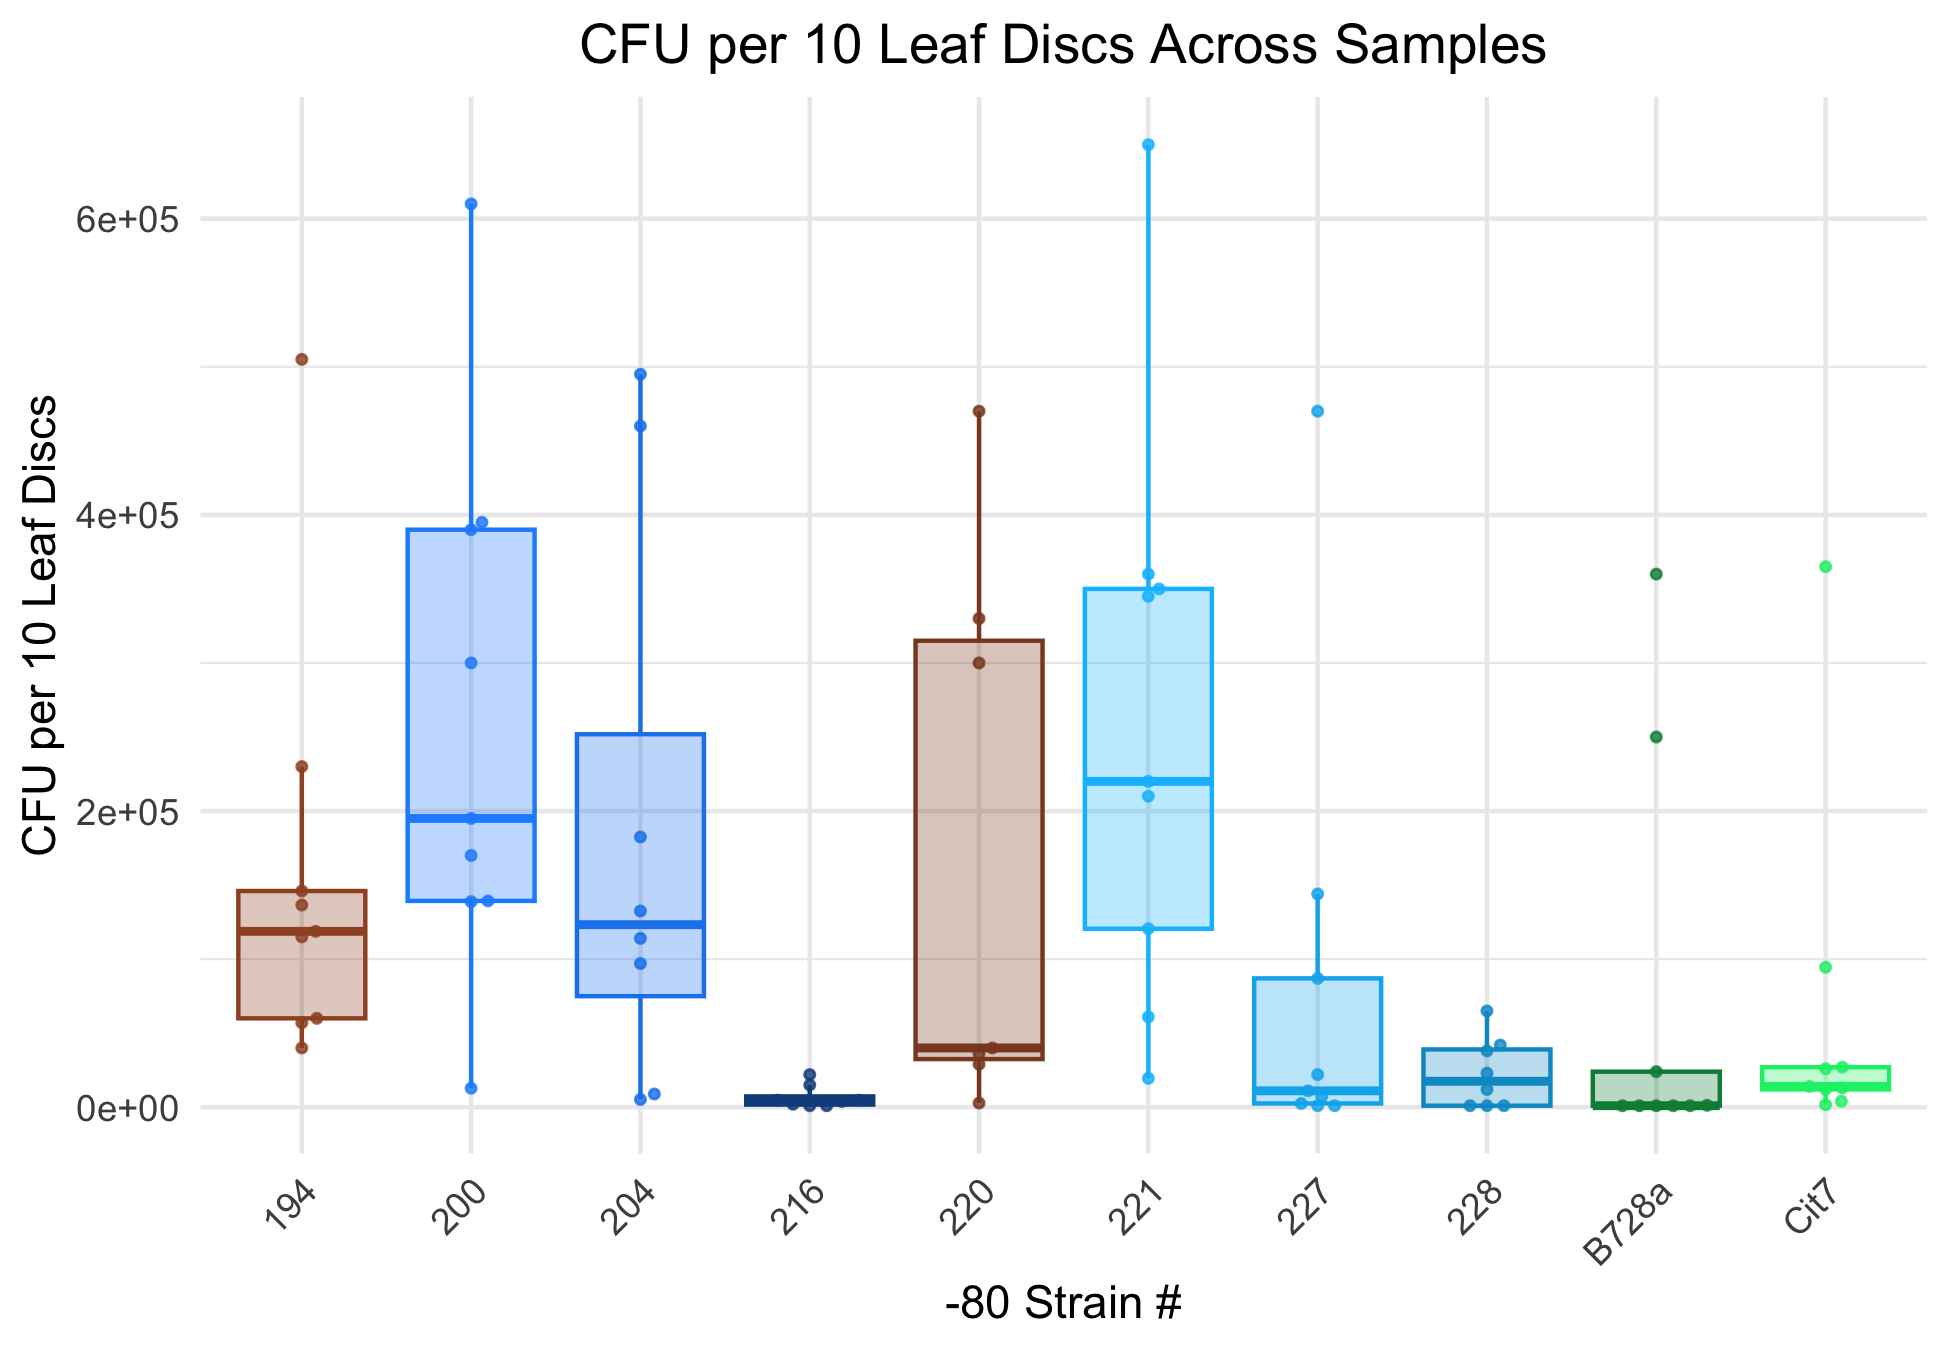 CFU per 10 Leaf Discs Across Samples
CFU per 10 Leaf Discs
6e+05
4e+05
2e+05
0e+00
194
200
204
216
220
221
227
228
B728a
Cit7
-80 Strain #